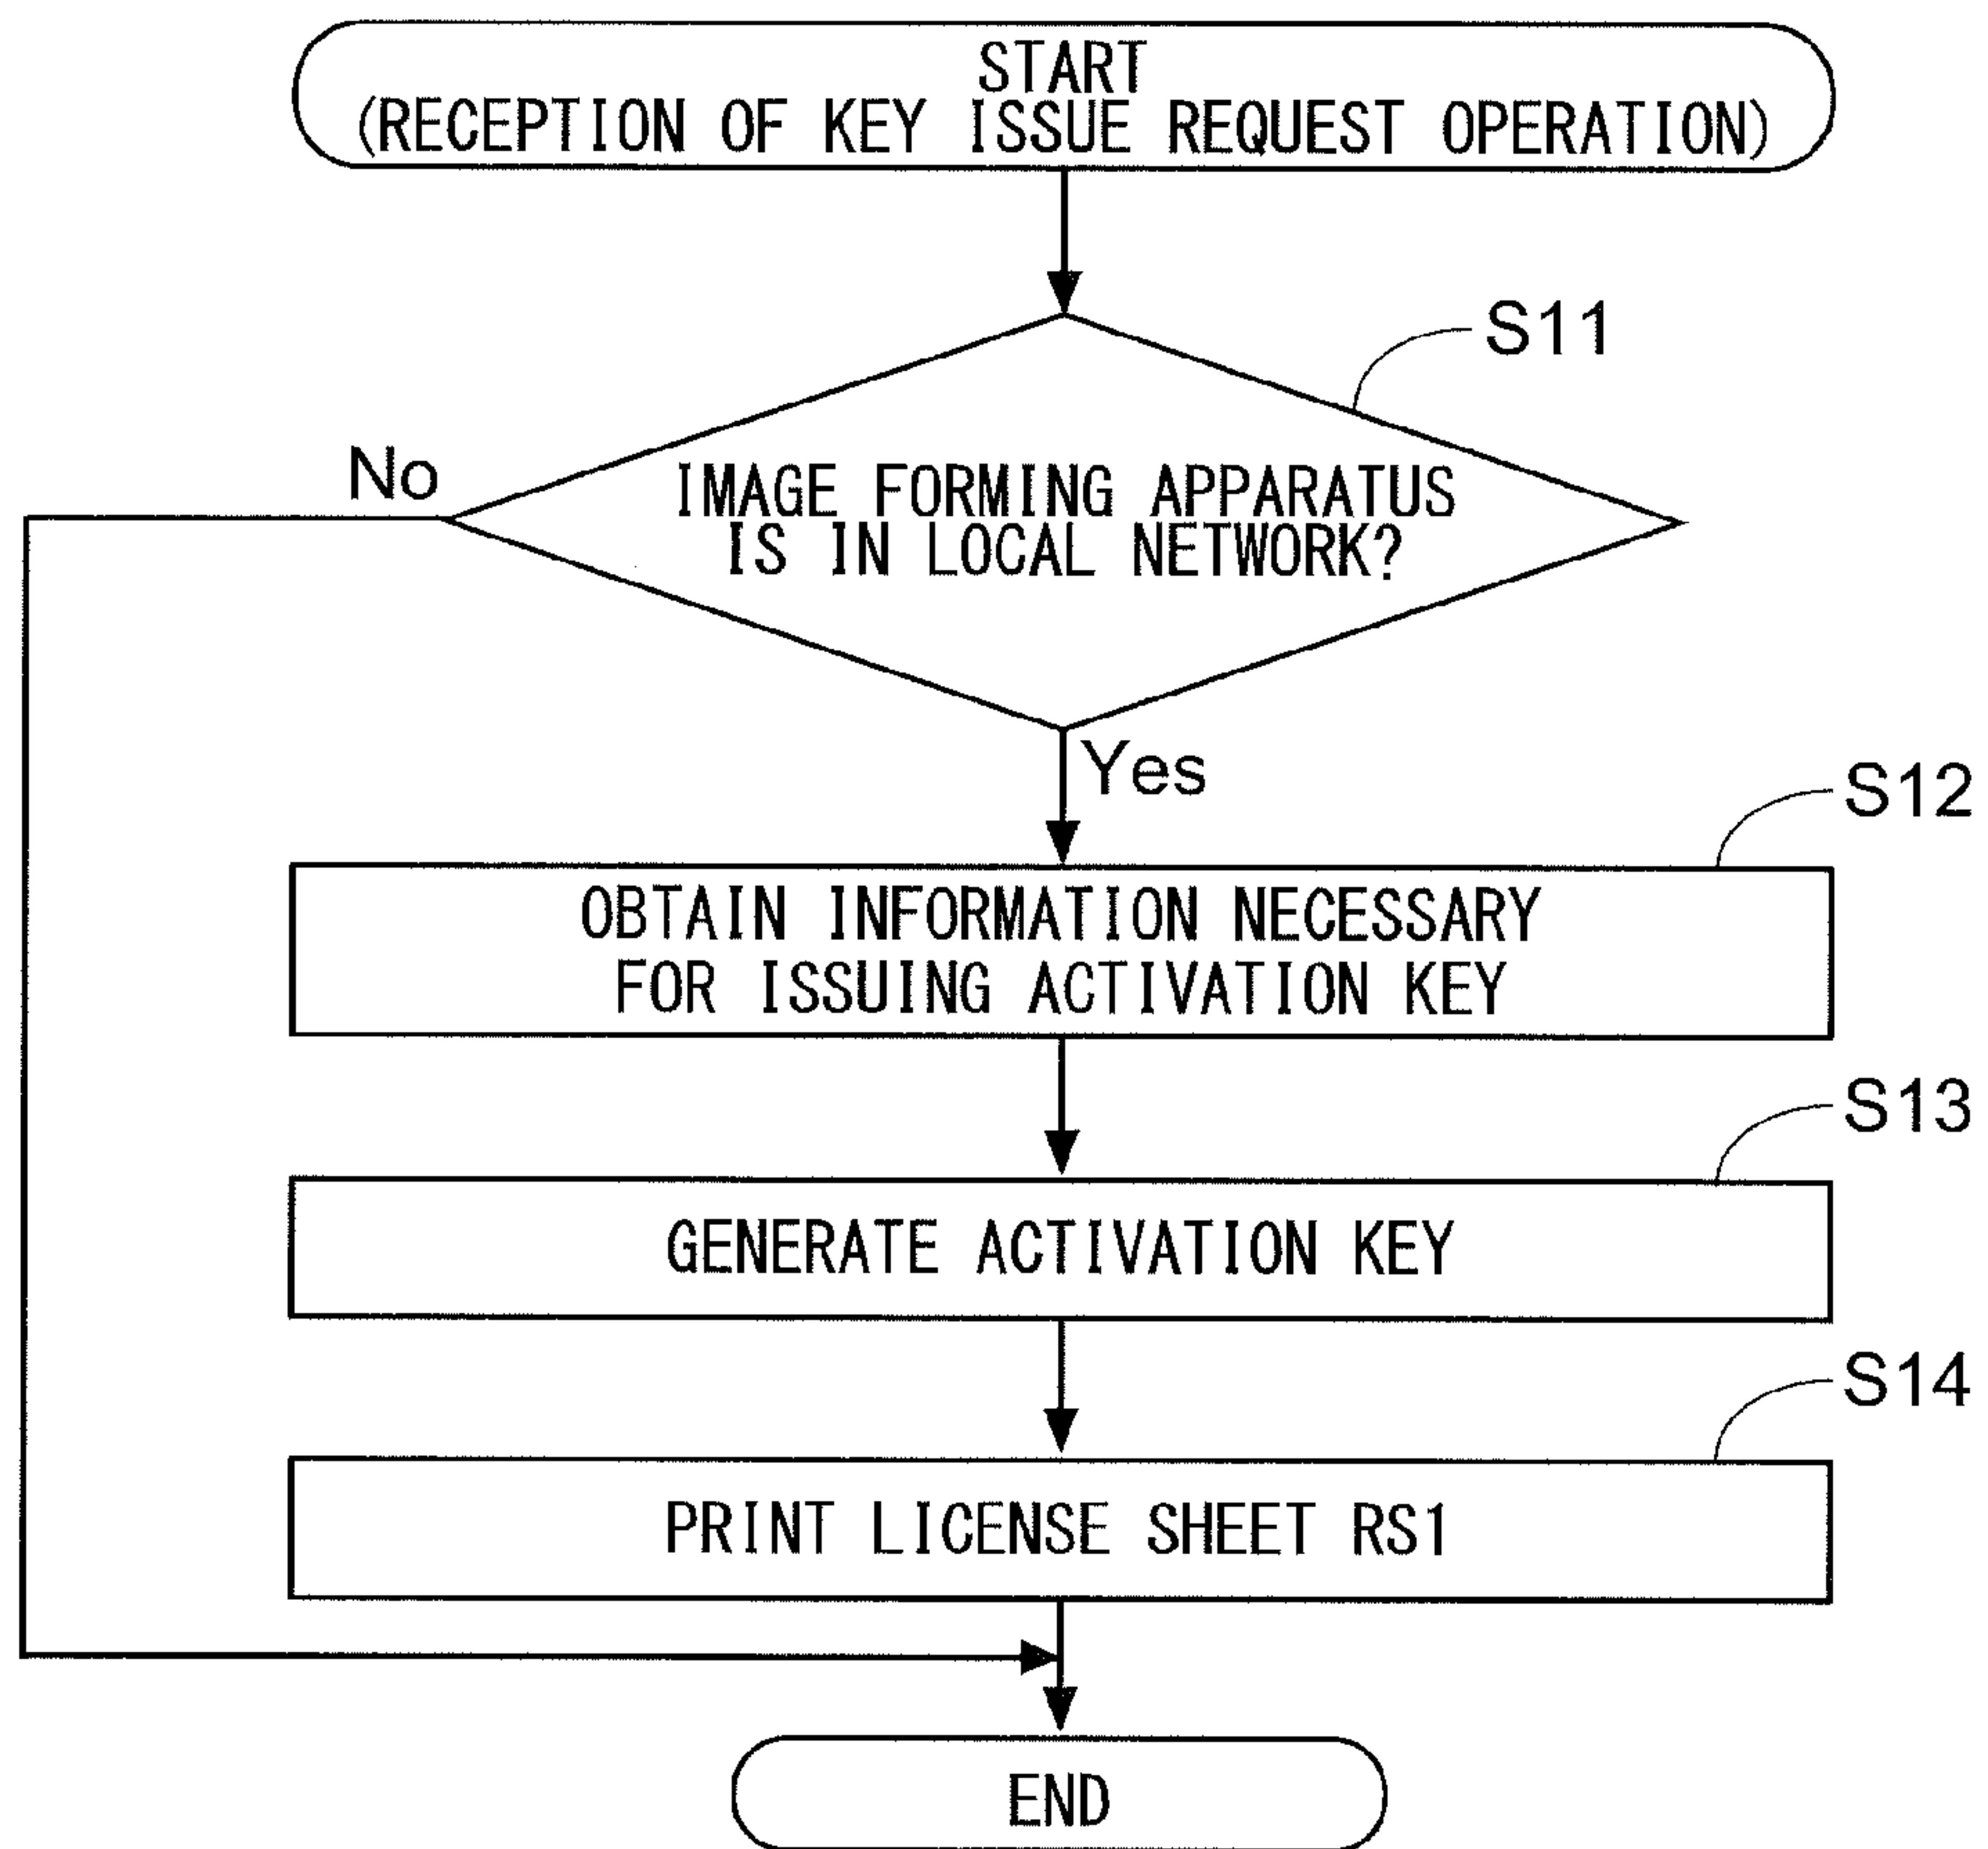 START
(RECEPTION OF KEY ISSUE REQUEST OPERATION)
S11
No
IMAGE FORMING APPARATUS
IS IN LOCAL NETWORK?
Yes
S12
OBTAIN INFORMATION NECESSARY
FOR ISSUING ACTIVATION KEY
S13
GENERATE ACTIVATION KEY
S14
PRINT LICENSE SHEET RS1
END